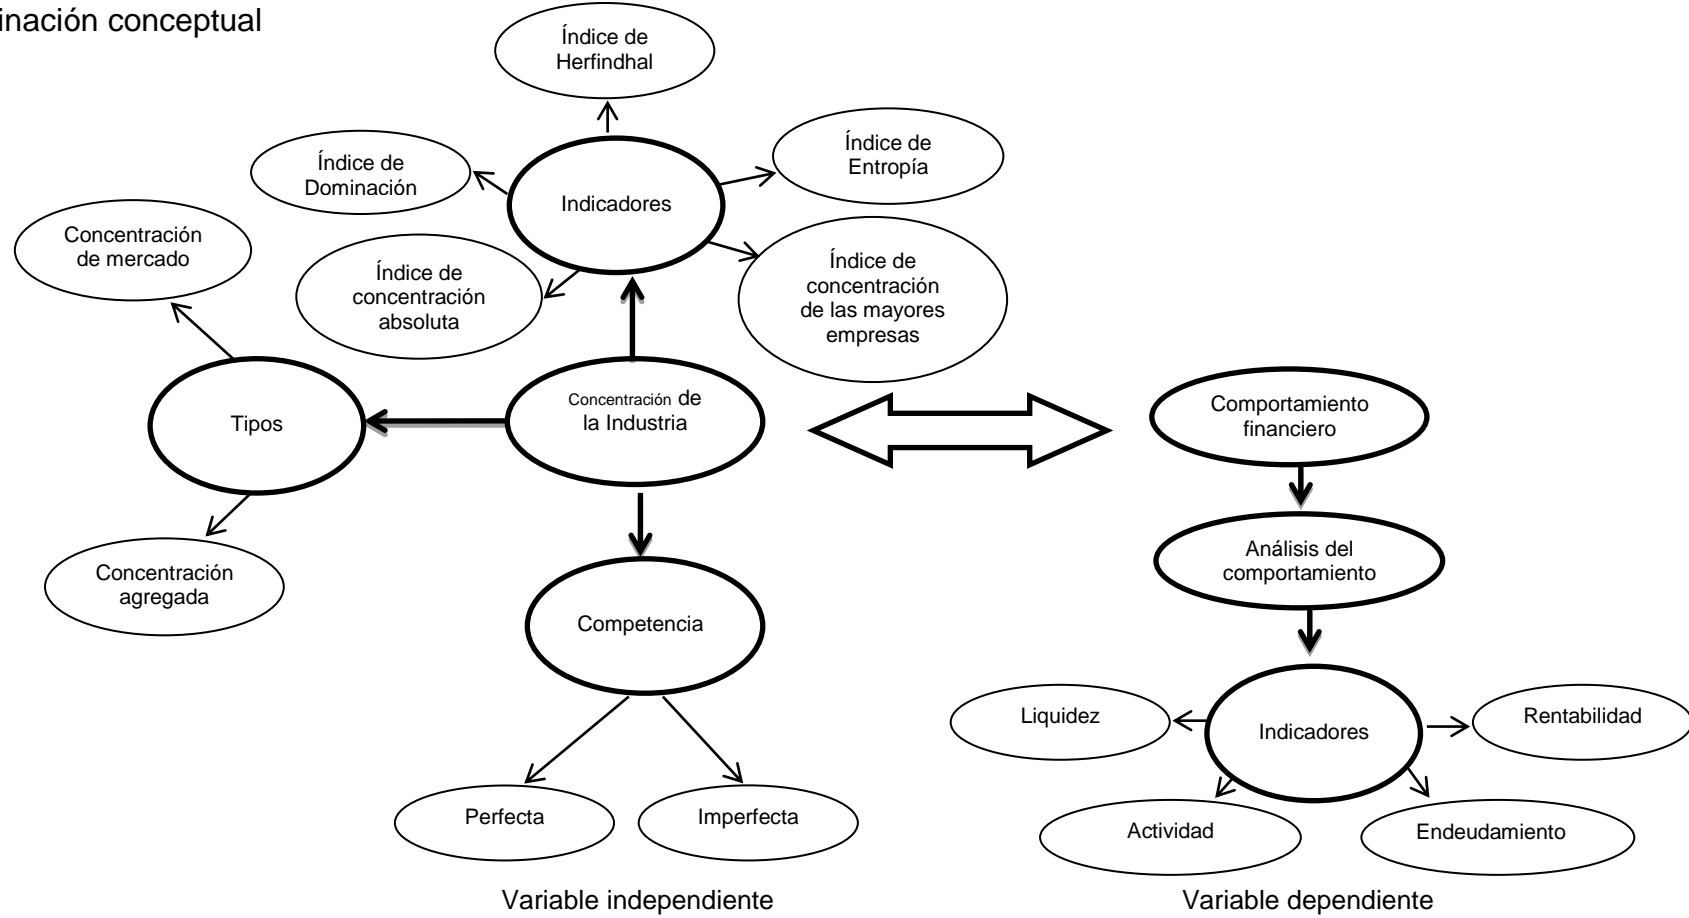 inación conceptual
Índice de
Herfindhal
Índice de
Entropía
Índice de
Dominación
Indicadores
Concentración
de mercado
Índice de
concentración
absoluta
Índice de
concentración
de las mayores
empresas
Tipos
Concentración de
la Industria
Comportamiento
financiero
Concentración
agregada
Análisis del
comportamiento
Competencia
Liquidez
Indicadores
Rentabilidad
Perfecta
Imperfecta
Actividad
Endeudamiento
Variable independiente
Variable dependiente